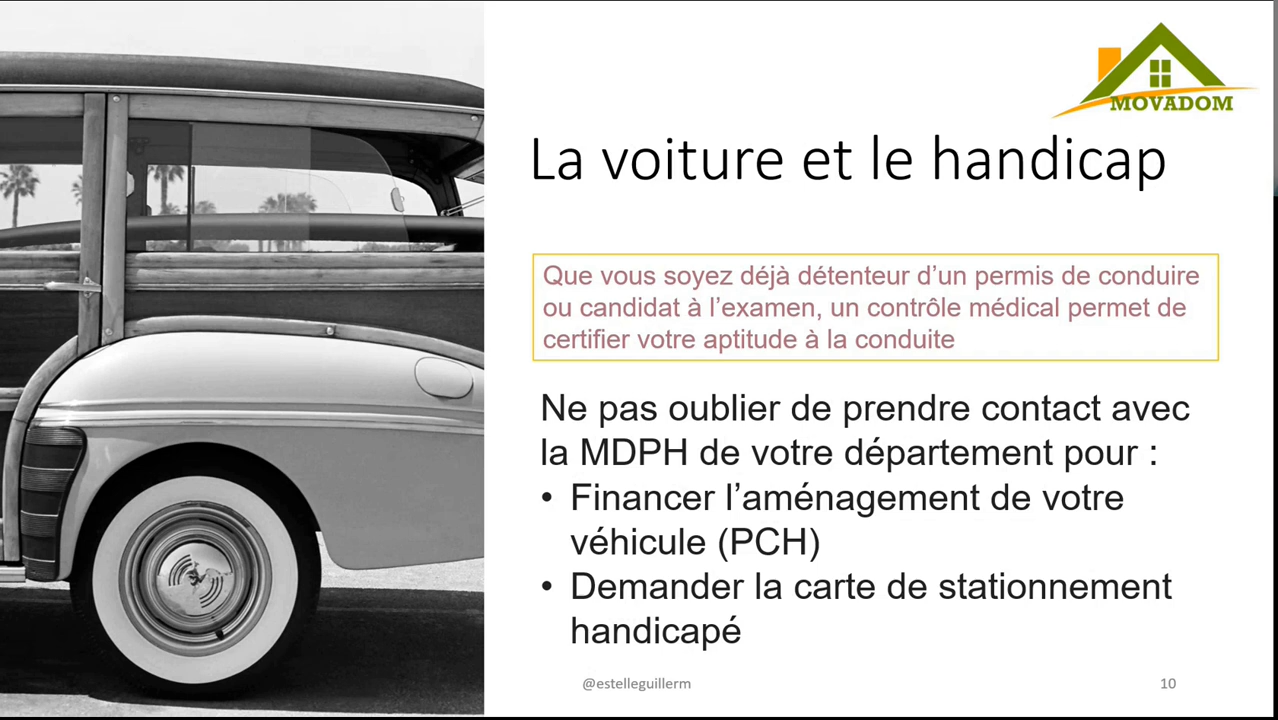 MOVADOM
La voiture et le handicap
Que vous soyez déjà détenteur d’un permis de conduire
ou candidat à l’examen, un contrôle médical permet de
certifier votre aptitude à la conduite
Ne pas oublier de prendre contact avec
la MDPH de votre département pour :
• Financer l’aménagement de votre
véhicule (PCH)
• Demander la carte de stationnement
handicapé
@estelleguillerm
10